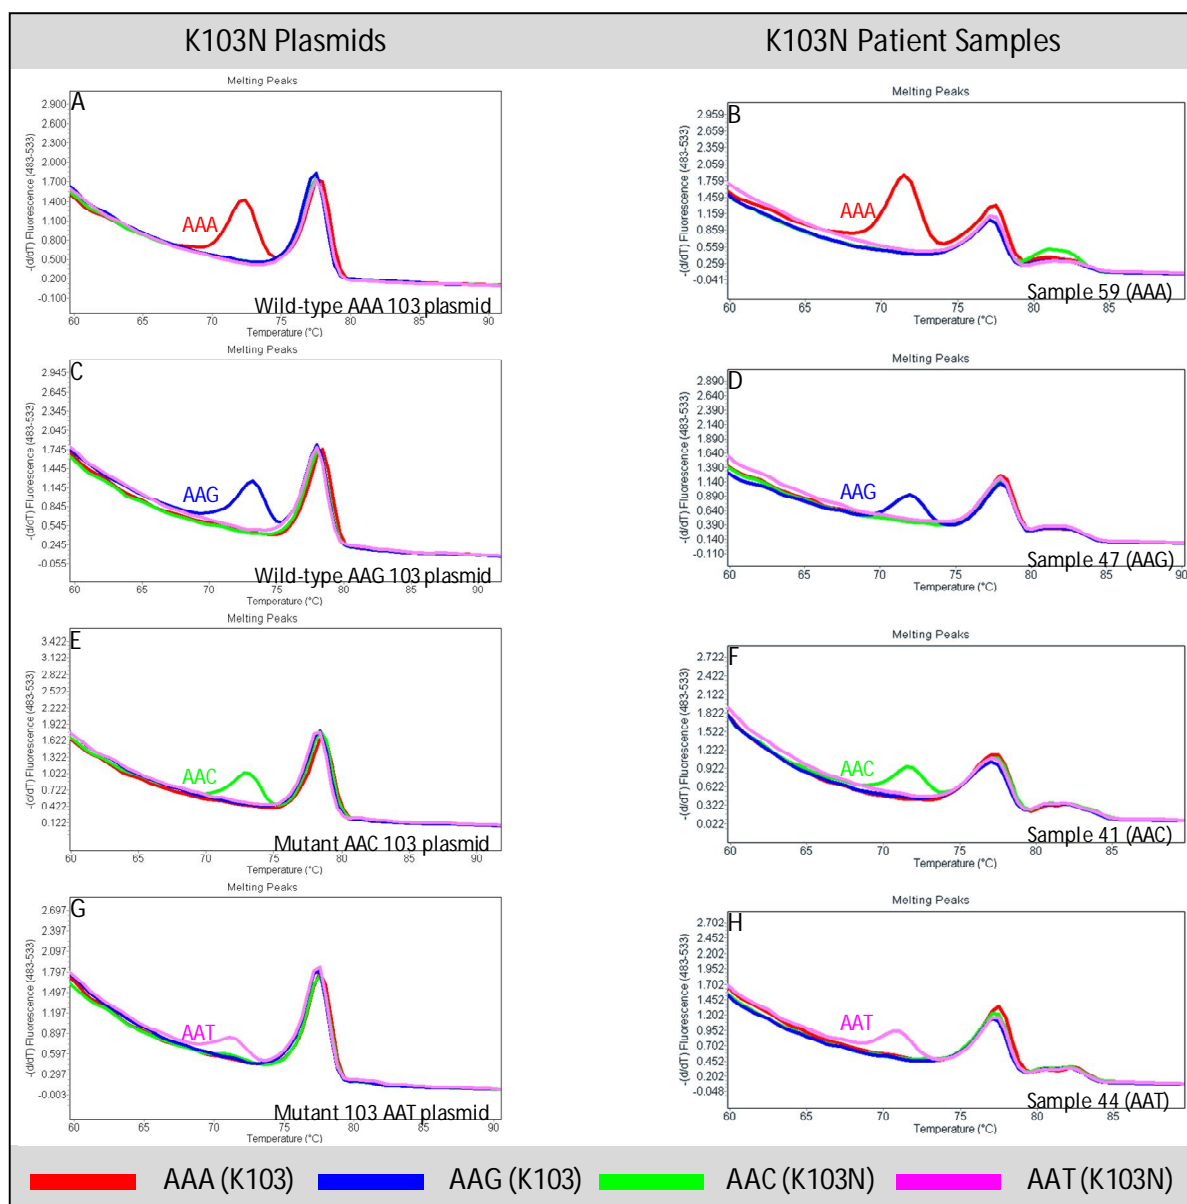 K103N Plasmids K103N Patient Samples
Melting Peaks
A
-(d/dT) Fluorescence (483-533)
2.900
2.600
2.300
2.000
1.700
1.400
1.100
0.800
0.500
0.200
-0.100
AAA
Wild-type AAA 103 plasmid
60 65 70 75 80 85 90
Temperature (°C)
Melting Peaks
B
-(d/dT) Fluorescence (483-533)
2.959
2.659
2.359
2.059
1.759
1.459
1.159
0.859
0.559
0.259
-0.041
AAA
Sample 59 (AAA)
60 65 70 75 80 85
Temperature (°C)
Melting Peaks
C
-(d/dT) Fluorescence (483-533)
2.945
2.645
2.345
2.045
1.745
1.445
1.145
0.845
0.545
0.245
-0.055
AAG
Wild-type AAG 103 plasmid
60 65 70 75 80 85 90
Temperature (°C)
Melting Peaks
D
-(d/dT) Fluorescence (483-533)
2.890
2.640
2.390
2.140
1.890
1.640
1.390
1.140
0.890
0.640
0.390
0.140
-0.110
AAG
Sample 47 (AAG)
60 65 70 75 80 85 90
Temperature (°C)
Melting Peaks
E
-(d/dT) Fluorescence (483-533)
3.422
3.122
2.822
2.522
2.222
1.922
1.622
1.322
1.022
0.722
0.422
0.122
AAC
Mutant AAC 103 plasmid
60 65 70 75 80 85 90
Temperature (°C)
Melting Peaks
F
-(d/dT) Fluorescence (483-533)
2.722
2.422
2.122
1.822
1.522
1.222
0.922
0.622
0.322
0.022
AAC
Sample 41 (AAC)
60 65 70 75 80 85
Temperature (°C)
Melting Peaks
G
-(d/dT) Fluorescence (483-533)
2.697
2.397
2.097
1.797
1.497
1.197
0.897
0.597
0.297
-0.003
AAT
Mutant 103 AAT plasmid
60 65 70 75 80 85 90
Temperature (°C)
Melting Peaks
H
-(d/dT) Fluorescence (483-533)
2.702
2.452
2.202
1.952
1.702
1.452
1.202
0.952
0.702
0.452
0.202
-0.048
AAT
Sample 44 (AAT)
60 65 70 75 80 85
Temperature (°C)
AAA (K103) AAG (K103) AAC (K103N) AAT (K103N)